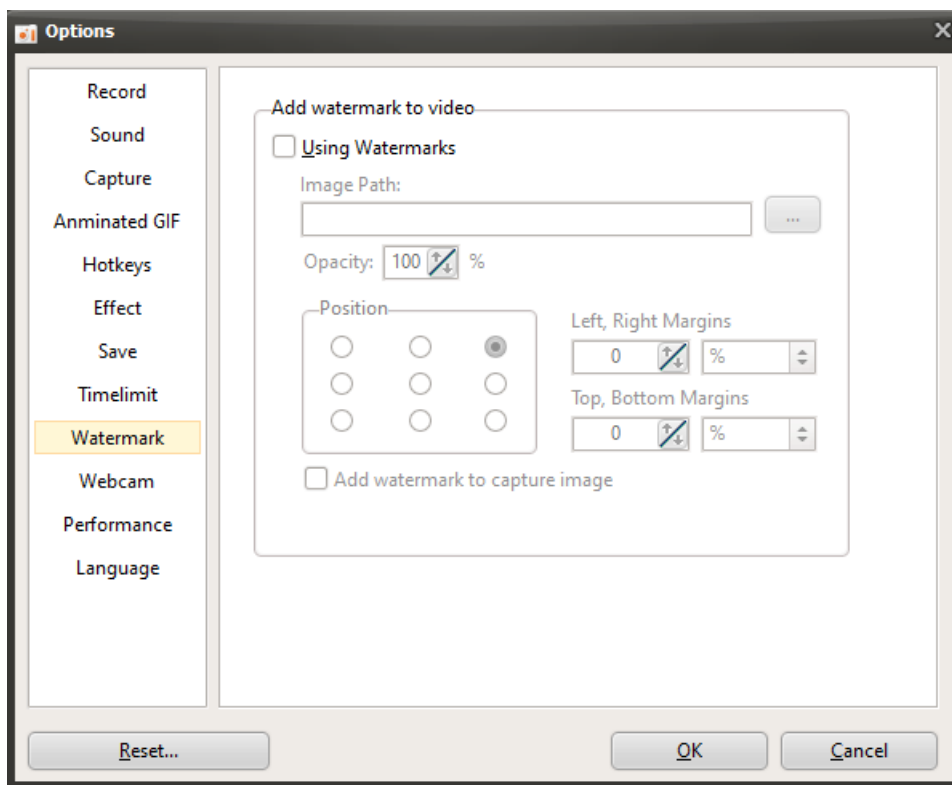 Options
Record
Sound
Capture
Anminated GIF
Hotkeys
Effect
Save
Timelimit
Watermark
Webcam
Performance
Language
Add watermark to video
Using Watermarks
Image Path:
...
Opacity: 100 %
Position
Left, Right Margins
0 %
Top, Bottom Margins
0 %
Add watermark to capture image
Reset... OK Cancel